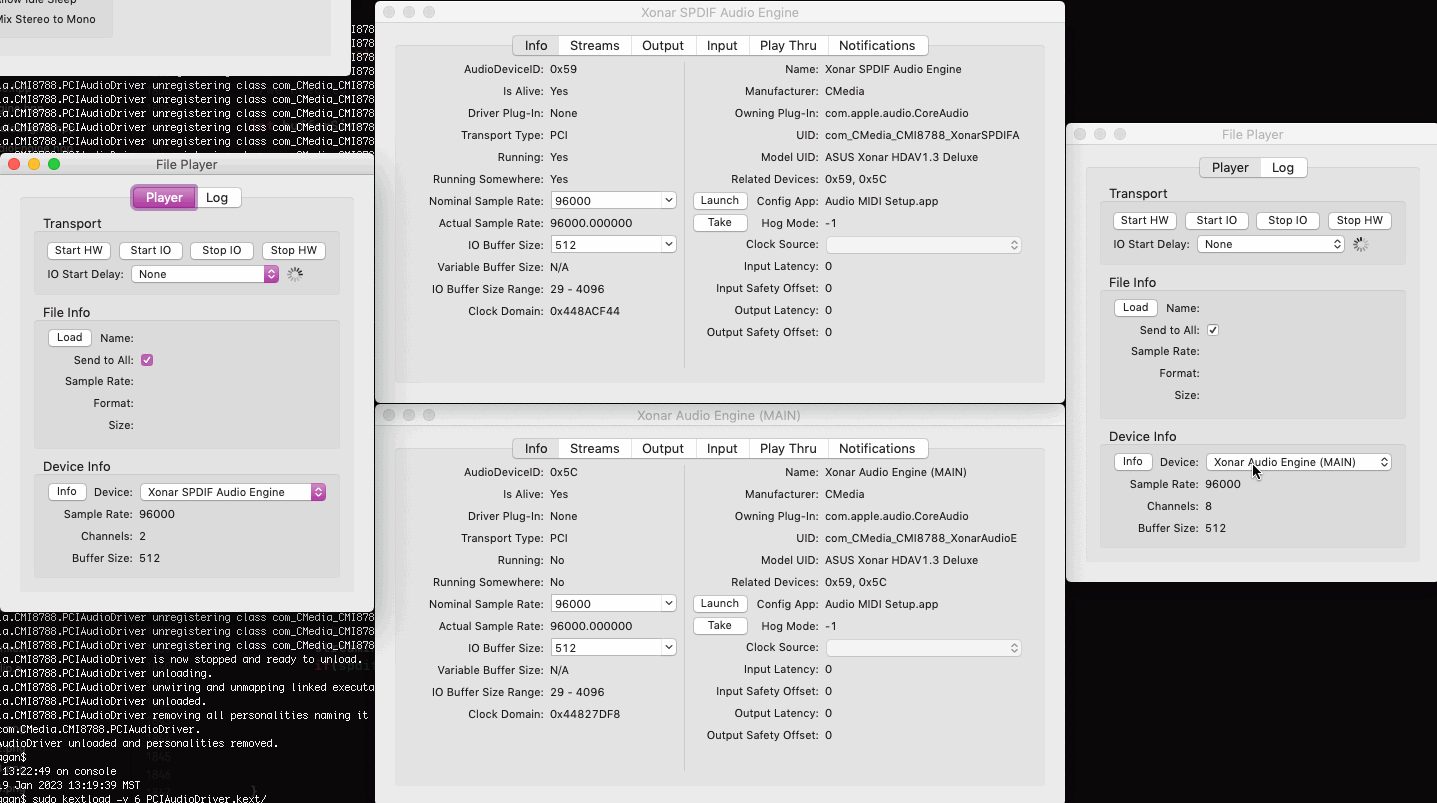 Allow Idle Sleep
Mix Stereo to Mono
a.CMI8788.PCIAudioDriver unregistering class com_CMedia_CMI878
a.CMI8788.PCIAudioDriver unregistering class com_CMedia_CMI878
a.CMI8788.PCIAudioDriver unregistering class com_CMedia_CMI878
a.CMI8788.PCIAudioDriver unregistering class com_CMedia_CMI878
a.CMI8788.PCIAudioDriver unregistering class com_CMedia_CMI878
File Player
Player
Log
Transport
Start HW
Start IO
Stop IO
Stop HW
IO Start Delay: None
File Info
Load
Name:
Send to All:
Sample Rate:
Format:
Size:
Device Info
Info
Device: Xonar SPDIF Audio Engine
Sample Rate: 96000
Channels: 2
Buffer Size: 512
a.CMI8788.PCIAudioDriver unregistering class com_CMedia_CMI878
a.CMI8788.PCIAudioDriver unregistering class com_CMedia_CMI878
a.CMI8788.PCIAudioDriver unregistering class com_CMedia_CMI878
a.CMI8788.PCIAudioDriver is now stopped and ready to unload.
a.CMI8788.PCIAudioDriver unloading.
a.CMI8788.PCIAudioDriver unwiring and unmapping linked executa
a.CMI8788.PCIAudioDriver unloaded.
a.CMI8788.PCIAudioDriver removing all personalities naming it
com.CMedia.CMI8788.PCIAudioDriver.
AudioDriver unloaded and personalities removed.
agan$
13:22:49 on console
9 Jan 2023 13:19:39 MST
agan$ sudo kextload -v 6 PCIAudioDriver.kext/
Xonar SPDIF Audio Engine
Info
Streams
Output
Input
Play Thru
Notifications
AudioDeviceID: 0x59
Is Alive: Yes
Driver Plug-In: None
Transport Type: PCI
Running: Yes
Running Somewhere: Yes
Nominal Sample Rate: 96000
Actual Sample Rate: 96000.000000
IO Buffer Size: 512
Variable Buffer Size: N/A
IO Buffer Size Range: 29 - 4096
Clock Domain: 0x448ACF44
Name: Xonar SPDIF Audio Engine
Manufacturer: CMedia
Owning Plug-In: com.apple.audio.CoreAudio
UID: com_CMedia_CMI8788_XonarSPDIFA
Model UID: ASUS Xonar HDAV1.3 Deluxe
Related Devices: 0x59, 0x5C
Launch
Config App: Audio MIDI Setup.app
Take
Hog Mode: -1
Clock Source:
Input Latency: 0
Input Safety Offset: 0
Output Latency: 0
Output Safety Offset: 0
Xonar Audio Engine (MAIN)
Info
Streams
Output
Input
Play Thru
Notifications
AudioDeviceID: 0x5C
Is Alive: Yes
Driver Plug-In: None
Transport Type: PCI
Running: No
Running Somewhere: No
Nominal Sample Rate: 96000
Actual Sample Rate: 96000.000000
IO Buffer Size: 512
Variable Buffer Size: N/A
IO Buffer Size Range: 29 - 4096
Clock Domain: 0x44827DF8
Name: Xonar Audio Engine (MAIN)
Manufacturer: CMedia
Owning Plug-In: com.apple.audio.CoreAudio
UID: com_CMedia_CMI8788_XonarAudioE
Model UID: ASUS Xonar HDAV1.3 Deluxe
Related Devices: 0x59, 0x5C
Launch
Config App: Audio MIDI Setup.app
Take
Hog Mode: -1
Clock Source:
Input Latency: 0
Input Safety Offset: 0
Output Latency: 0
Output Safety Offset: 0
File Player
Player
Log
Transport
Start HW
Start IO
Stop IO
Stop HW
IO Start Delay: None
File Info
Load
Name:
Send to All:
Sample Rate:
Format:
Size:
Device Info
Info
Device: Xonar Audio Engine (MAIN)
Sample Rate: 96000
Channels: 8
Buffer Size: 512